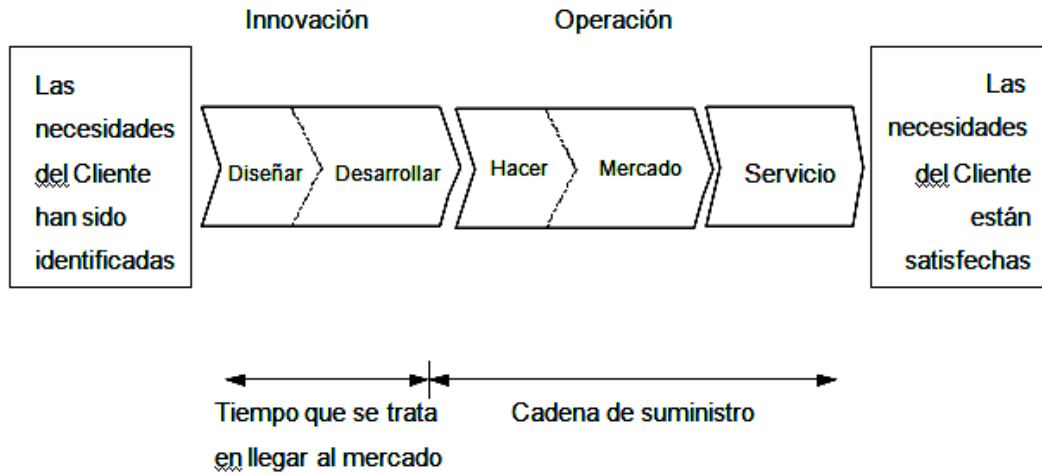 Innovación
Operación
Las
necesidades
del Cliente
han sido
identificadas
Diseñar
Desarrollar
Hacer
Mercado
Servicio
Las
necesidades
del Cliente
están
satisfechas
Tiempo que se trata
en llegar al mercado
Cadena de suministro